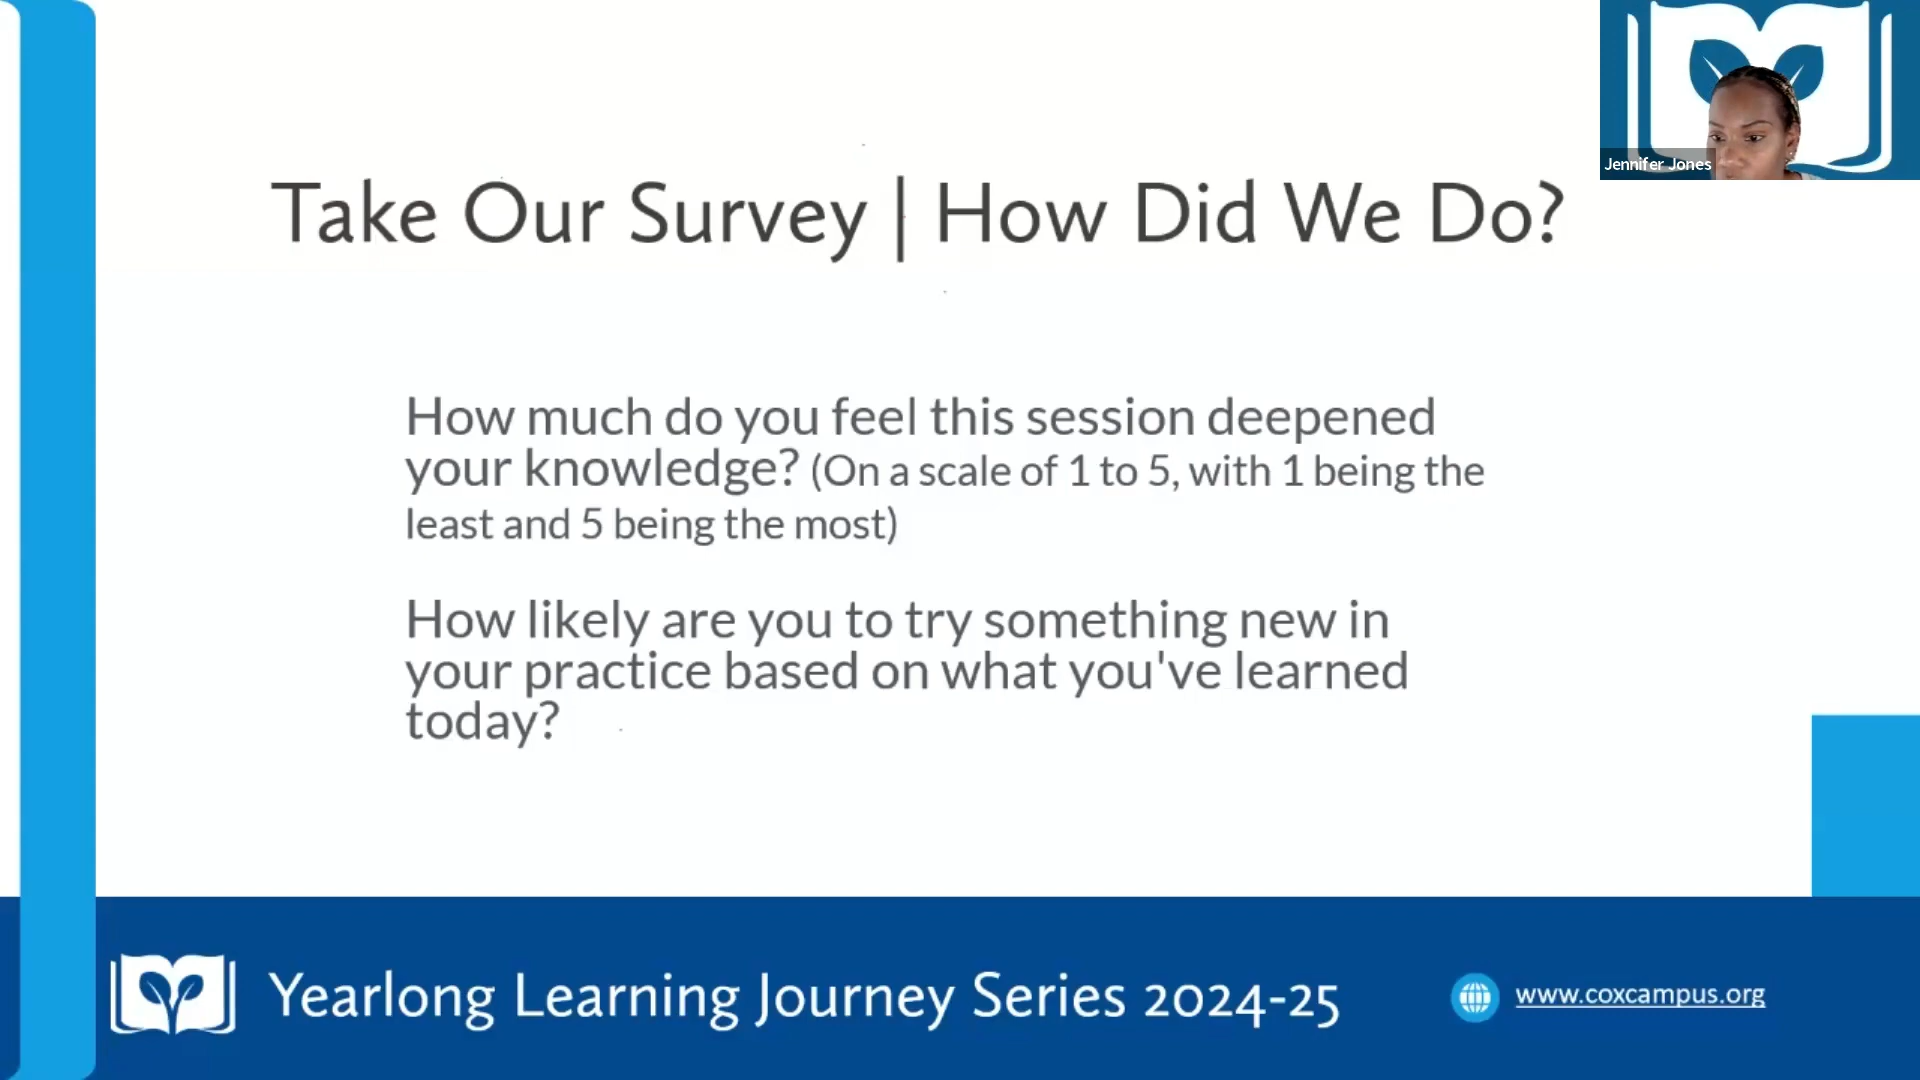 Jennifer Jones
Take Our Survey | How Did We Do?
How much do you feel this session deepened
your knowledge? (On a scale of 1 to 5, with 1 being the
least and 5 being the most)
How likely are you to try something new in
your practice based on what you've learned
today?
Yearlong Learning Journey Series 2024-25
www.coxcampus.org